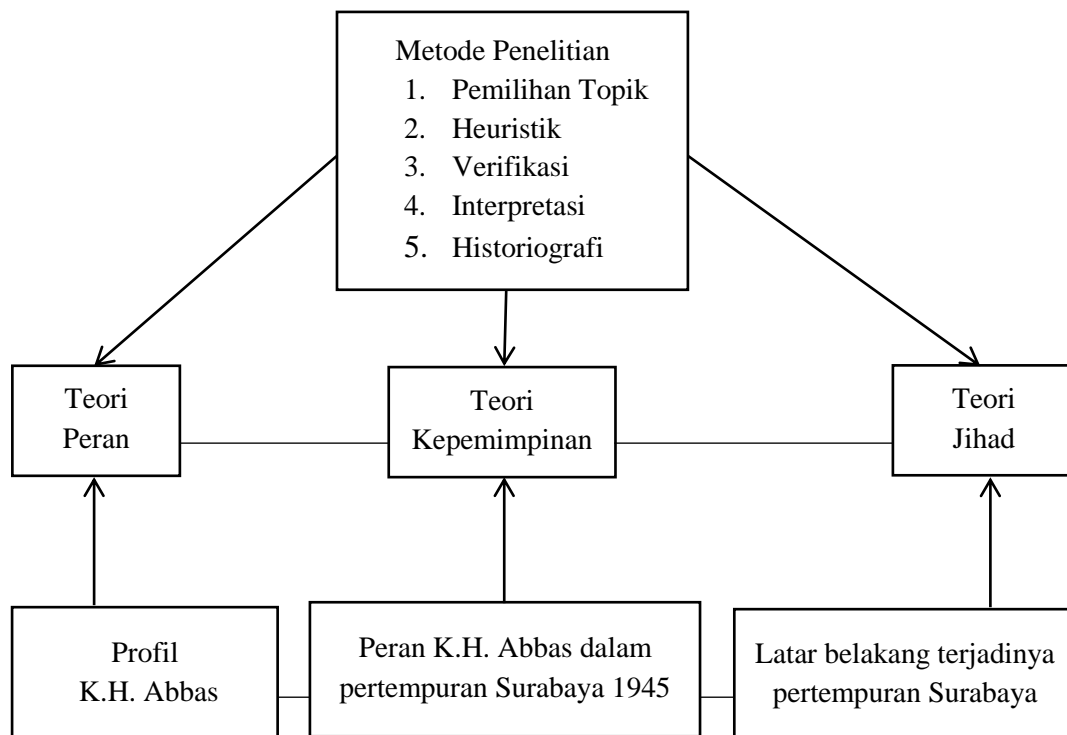 Metode Penelitian
1. Pemilihan Topik
2. Heuristik
3. Verifikasi
4. Interpretasi
5. Historiografi
Teori
Peran
Teori
Kepemimpinan
Teori
Jihad
Profil
K.H. Abbas
Peran K.H. Abbas dalam
pertempuran Surabaya 1945
Latar belakang terjadinya
pertempuran Surabaya